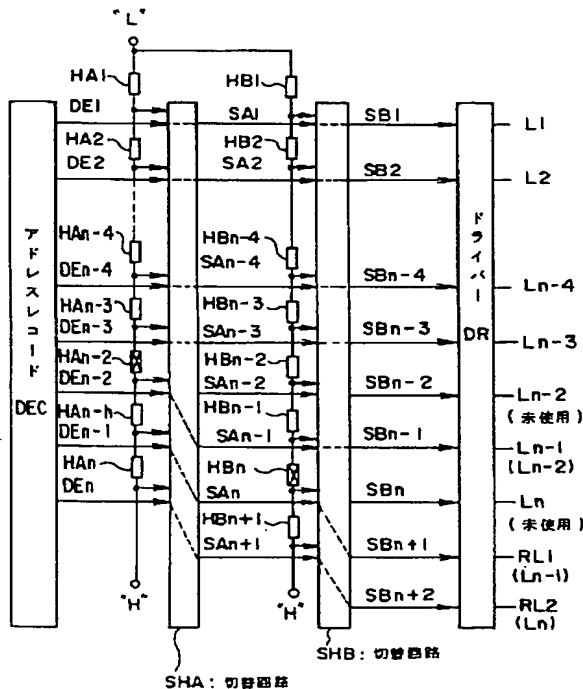 "L"
HA1
HB1
DE1
SA1
SB1
L1
HA2
HB2
DE2
SA2
SB2
L2
HAn-4
HBn-4
DEn-4
SAn-4
SBn-4
Ln-4
HAn-3
HBn-3
DEn-3
SAn-3
SBn-3
Ln-3
HAn-2
HBn-2
DEn-2
SAn-2
SBn-2
Ln-2
(未使用)
HAn-h
HBn-1
DEn-1
SAn-1
SBn-1
Ln-1
(Ln-2)
HAn
HBn
DEn
SAn
SBn
Ln
(未使用)
HBn+1
SAn+1
SBn+1
RL1
(Ln-1)
SBn+2
RL2
(Ln)
"H"
"H"
アドレスレコード
DEC
ドライバー
DR
SHA: 切替回路
SHB: 切替回路